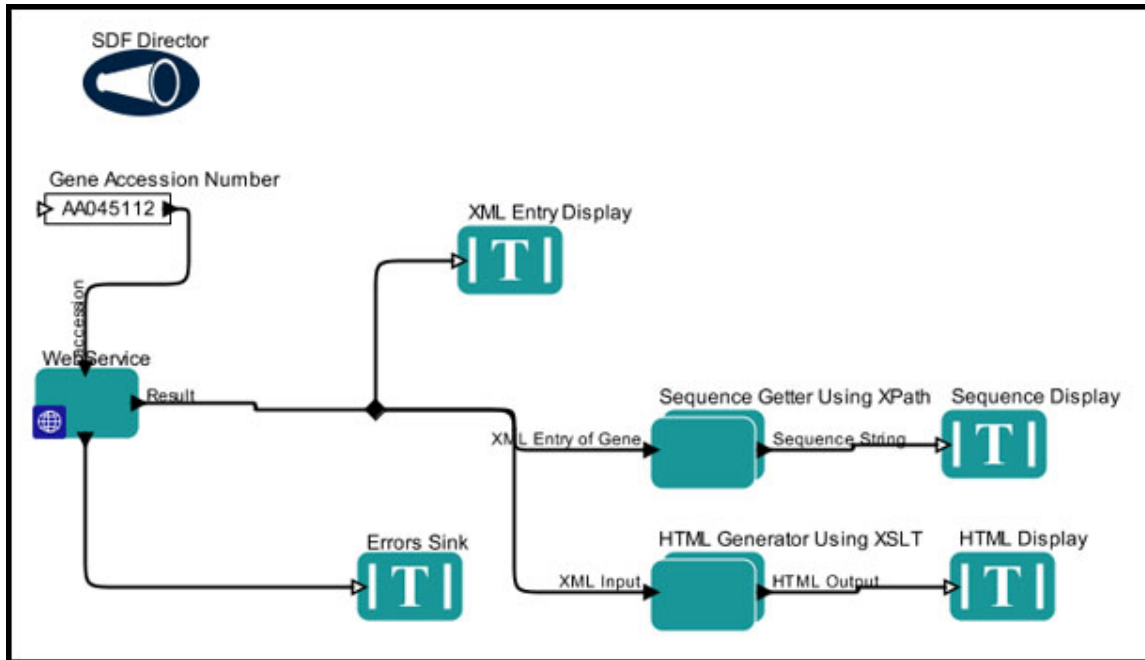 SDF Director
Gene Accession Number
AA045112
XML Entry Display
T
accession
WebService
Result
Sequence Getter Using XPath
Sequence Display
XML Entry of Gene
Sequence String
T
Errors Sink
T
HTML Generator Using XSLT
HTML Display
XML Input
HTML Output
T